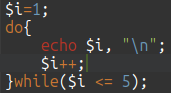 $i=1;
do{
    echo $i, "\n";
    $i++;
}while($i <= 5);